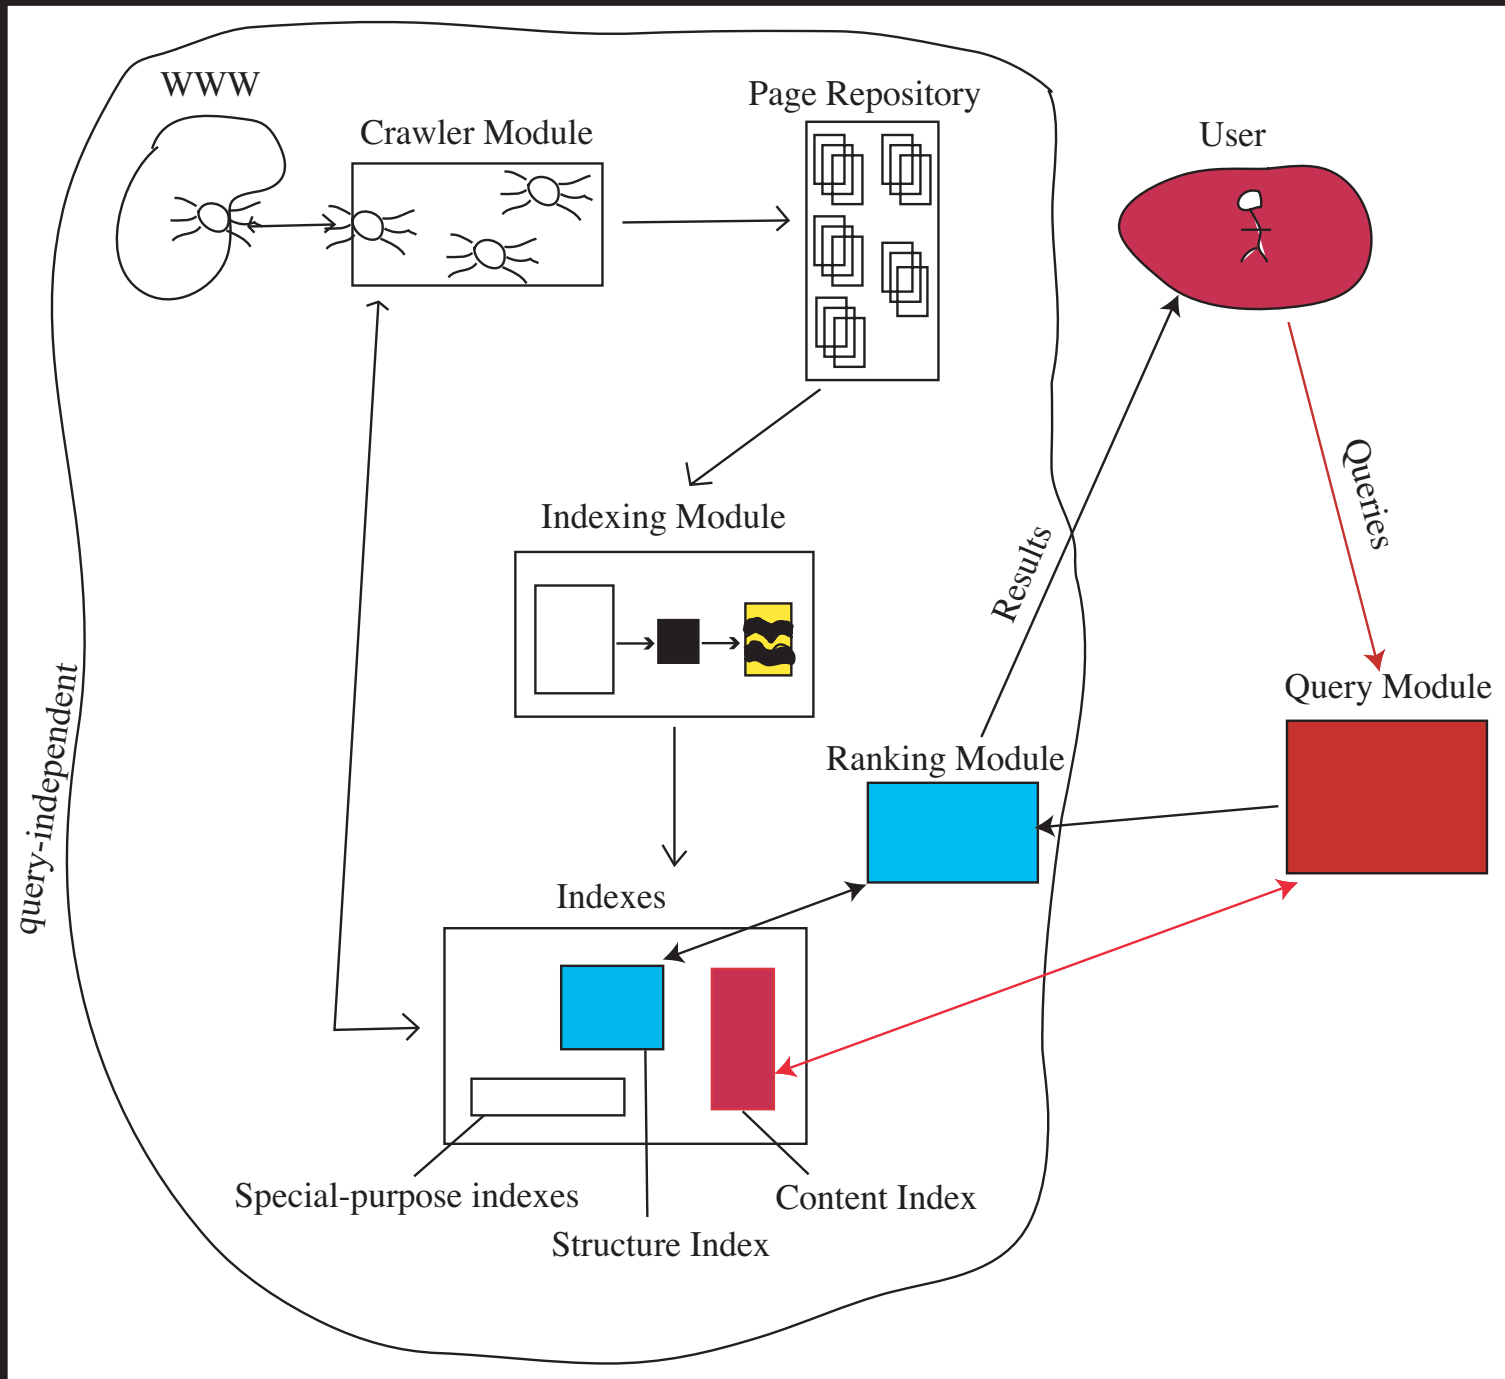 WWW
Crawler Module
Page Repository
User
Queries
Indexing Module
Results
query-independent
Query Module
Ranking Module
Indexes
Special-purpose indexes
Content Index
Structure Index